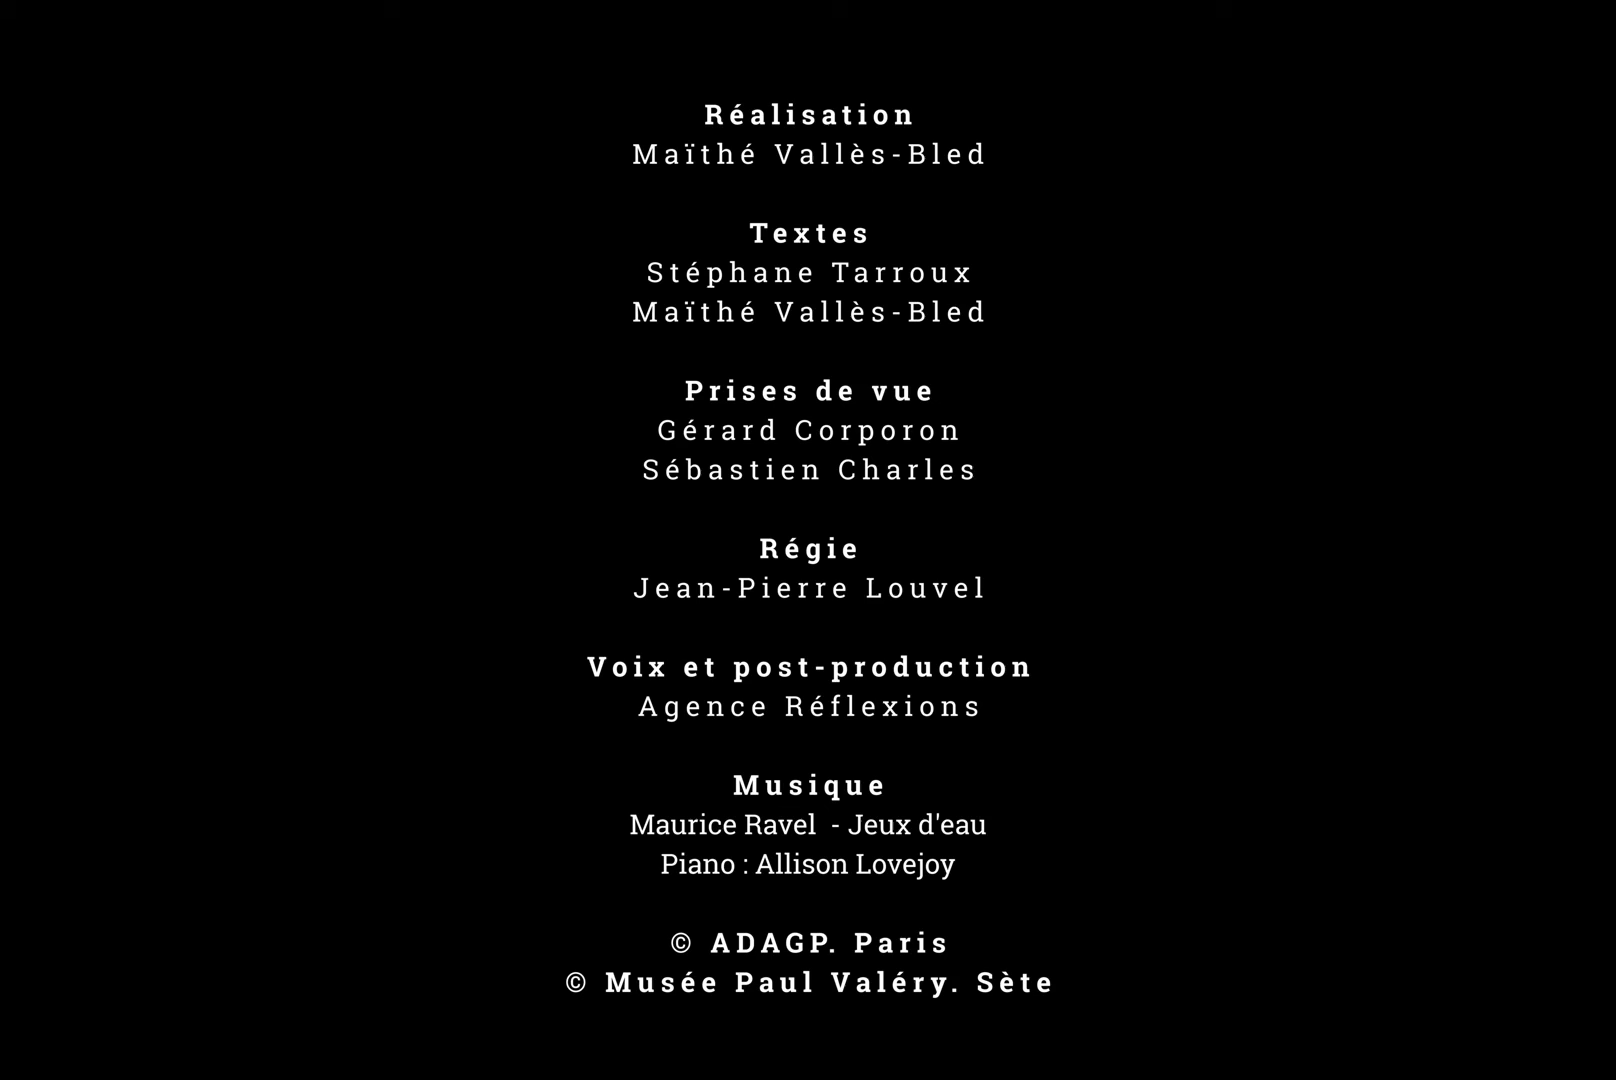 Réalisation
Maïthé Vallès-Bled
Textes
Stéphane Tarroux
Maïthé Vallès-Bled
Prises de vue
Gérard Corporon
Sébastien Charles
Régie
Jean-Pierre Louvel
Voix et post-production
Agence Réflexions
Musique
Maurice Ravel  - Jeux d'eau
Piano : Allison Lovejoy
© ADAGP. Paris
© Musée Paul Valéry. Sète